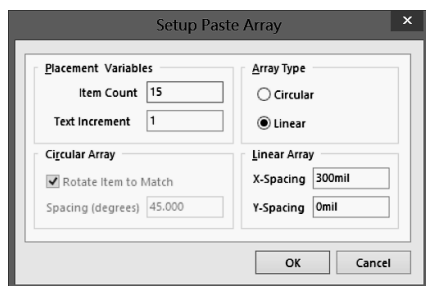 Setup Paste Array
Placement Variables
Item Count 15
Text Increment 1
Array Type
Circular
Linear
Circular Array
Rotate Item to Match
Spacing (degrees) 45.000
Linear Array
X-Spacing 300mil
Y-Spacing 0mil
OK Cancel